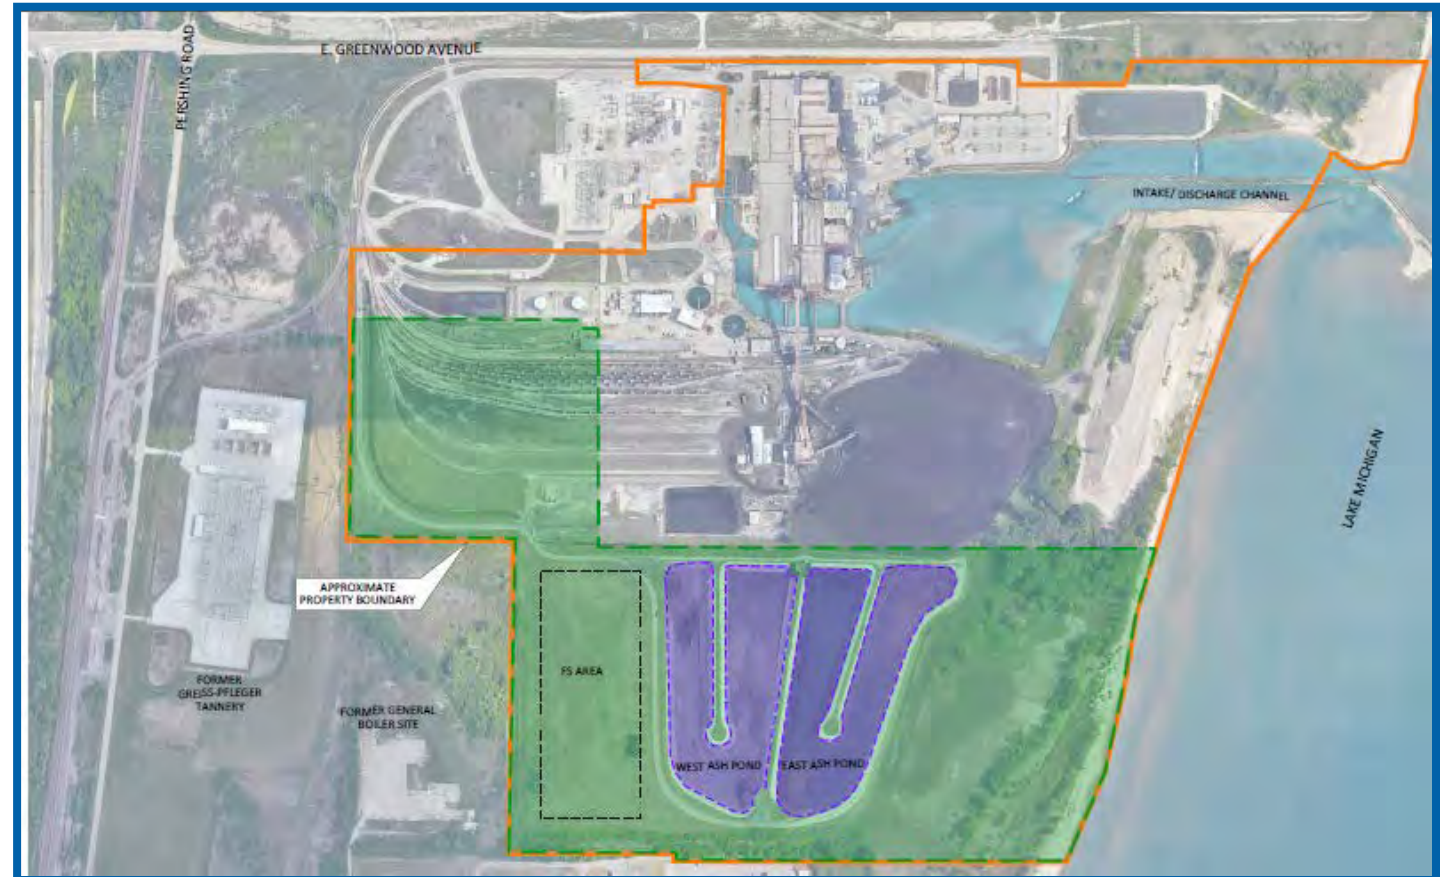 E. GREENWOOD AVENUE
PERSHING ROAD
INTAKE/ DISCHARGE CHANNEL
LAKE MICHIGAN
APPROXIMATE
PROPERTY BOUNDARY
FS AREA
FORMER
GREISS-PFLEGER
TANNERY
FORMER GENERAL
BOILER SITE
WEST ASH POND
EAST ASH POND